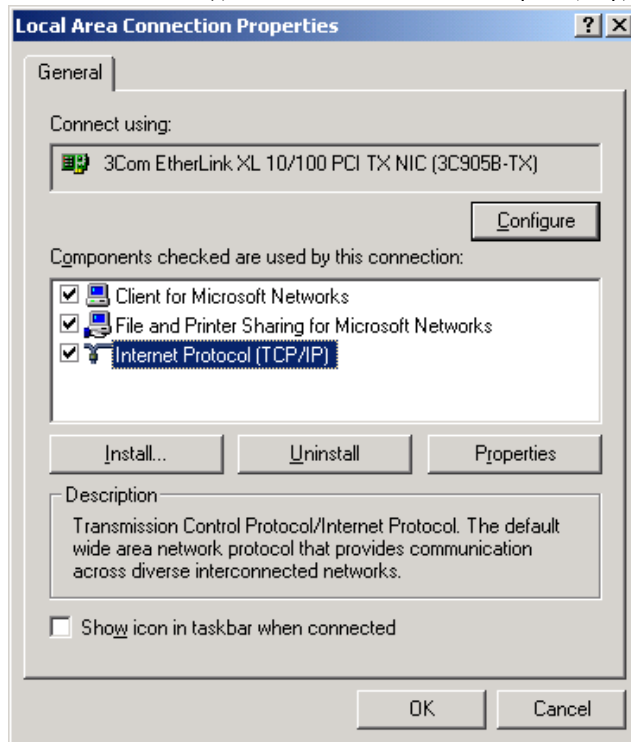 Local Area Connection Properties
General
Connect using:
3Com EtherLink XL 10/100 PCI TX NIC (3C905B-TX)
Configure
Components checked are used by this connection:
Client for Microsoft Networks
File and Printer Sharing for Microsoft Networks
Internet Protocol (TCP/IP)
Install... Uninstall Properties
Description
Transmission Control Protocol/Internet Protocol. The default
wide area network protocol that provides communication
across diverse interconnected networks.
Show icon in taskbar when connected
OK Cancel